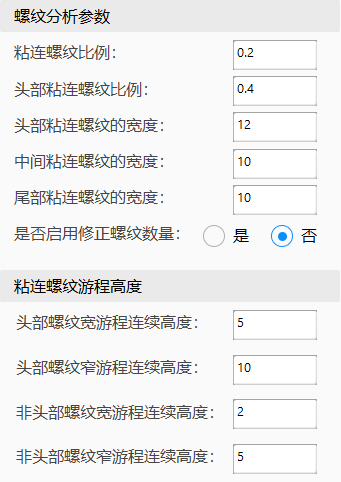 螺纹分析参数
粘连螺纹比例: 0.2
头部粘连螺纹比例: 0.4
头部粘连螺纹的宽度: 12
中间粘连螺纹的宽度: 10
尾部粘连螺纹的宽度: 10
是否启用修正螺纹数量: 是 否
粘连螺纹游程高度
头部螺纹宽游程连续高度: 5
头部螺纹窄游程连续高度: 10
非头部螺纹宽游程连续高度: 2
非头部螺纹窄游程连续高度: 5